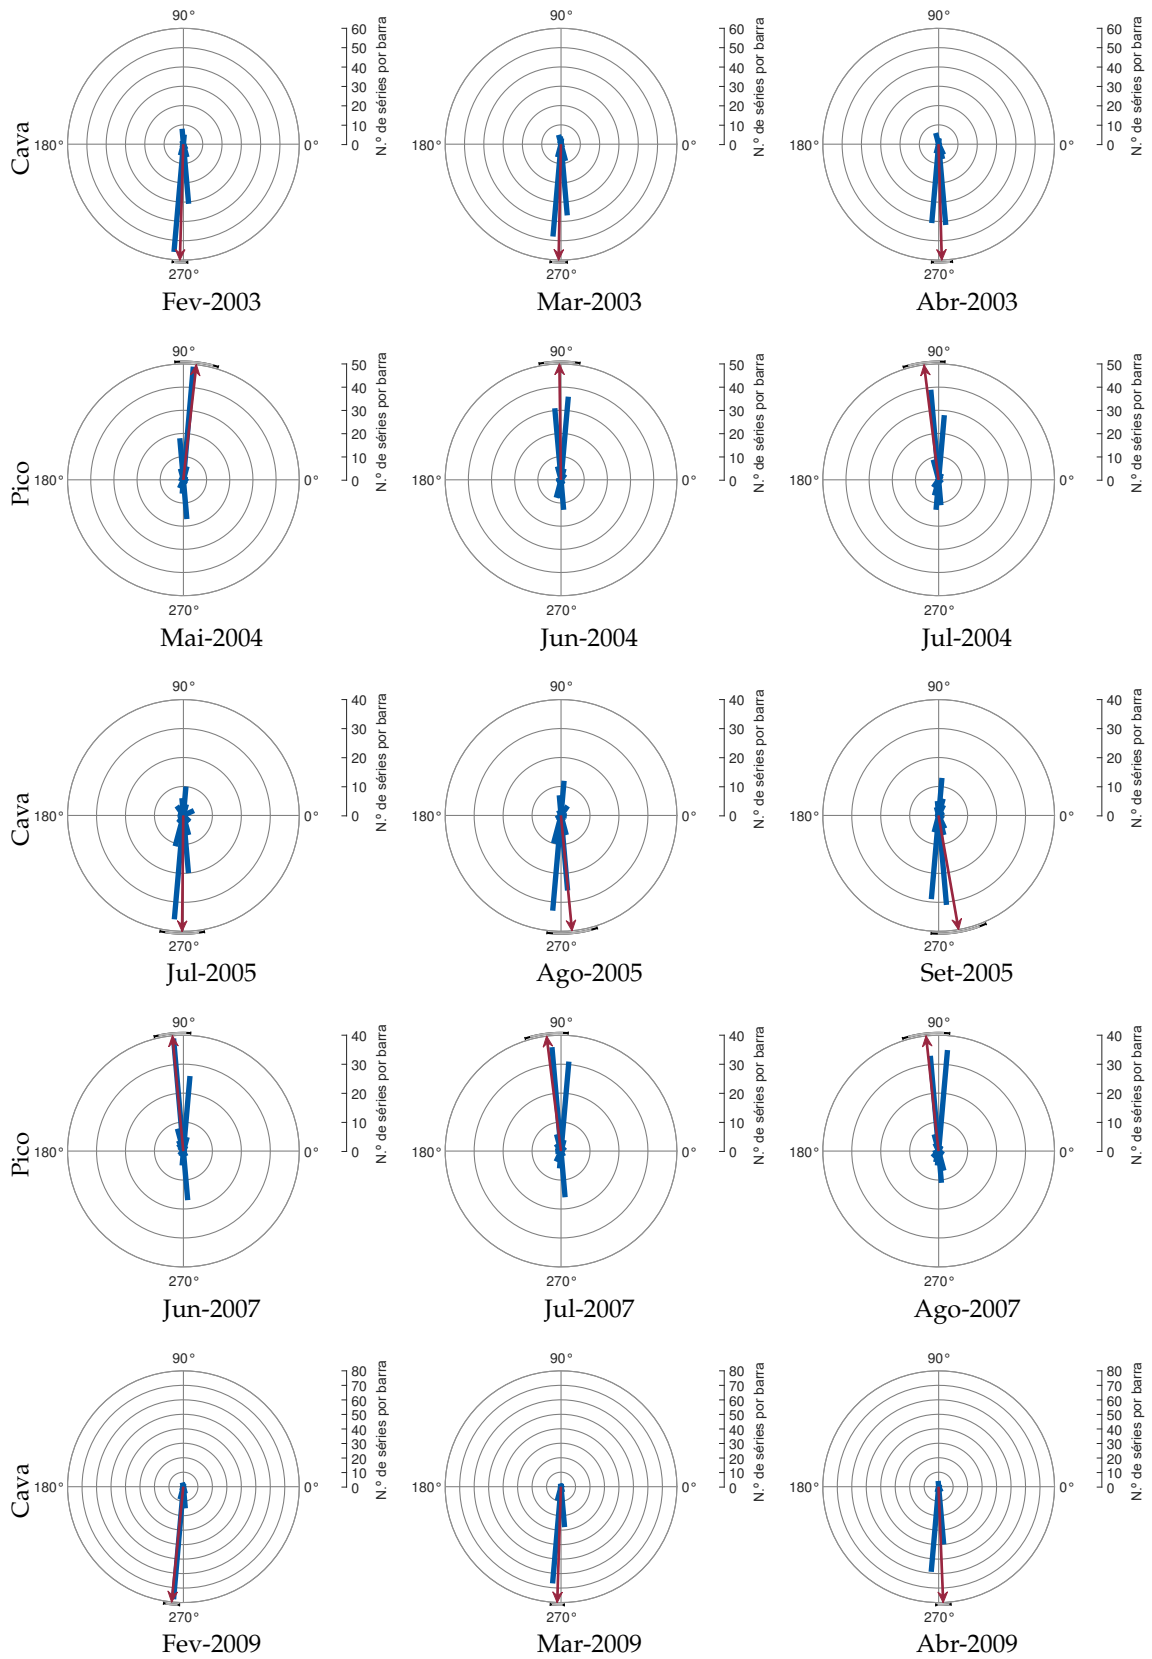 90° 90° 90°
60 60 60
50 50 50
40 40 40
30 30 30
20 20 20
10 10 10
Cava 180° 0° 0 N.º de séries por barra 180° 0° 0 N.º de séries por barra 180° 0° 0 N.º de séries por barra
270° 270° 270°
Fev-2003 Mar-2003 Abr-2003
90° 90° 90°
50 50 50
40 40 40
30 30 30
20 20 20
10 10 10
Pico 180° 0° 0 N.º de séries por barra 180° 0° 0 N.º de séries por barra 180° 0° 0 N.º de séries por barra
270° 270° 270°
Mai-2004 Jun-2004 Jul-2004
90° 90° 90°
40 40 40
30 30 30
20 20 20
10 10 10
Cava 180° 0° 0 N.º de séries por barra 180° 0° 0 N.º de séries por barra 180° 0° 0 N.º de séries por barra
270° 270° 270°
Jul-2005 Ago-2005 Set-2005
90° 90° 90°
40 40 40
30 30 30
20 20 20
10 10 10
Pico 180° 0° 0 N.º de séries por barra 180° 0° 0 N.º de séries por barra 180° 0° 0 N.º de séries por barra
270° 270° 270°
Jun-2007 Jul-2007 Ago-2007
90° 90° 90°
80 80 80
70 70 70
60 60 60
50 50 50
40 40 40
30 30 30
20 20 20
10 10 10
Cava 180° 0° 0 N.º de séries por barra 180° 0° 0 N.º de séries por barra 180° 0° 0 N.º de séries por barra
270° 270° 270°
Fev-2009 Mar-2009 Abr-2009